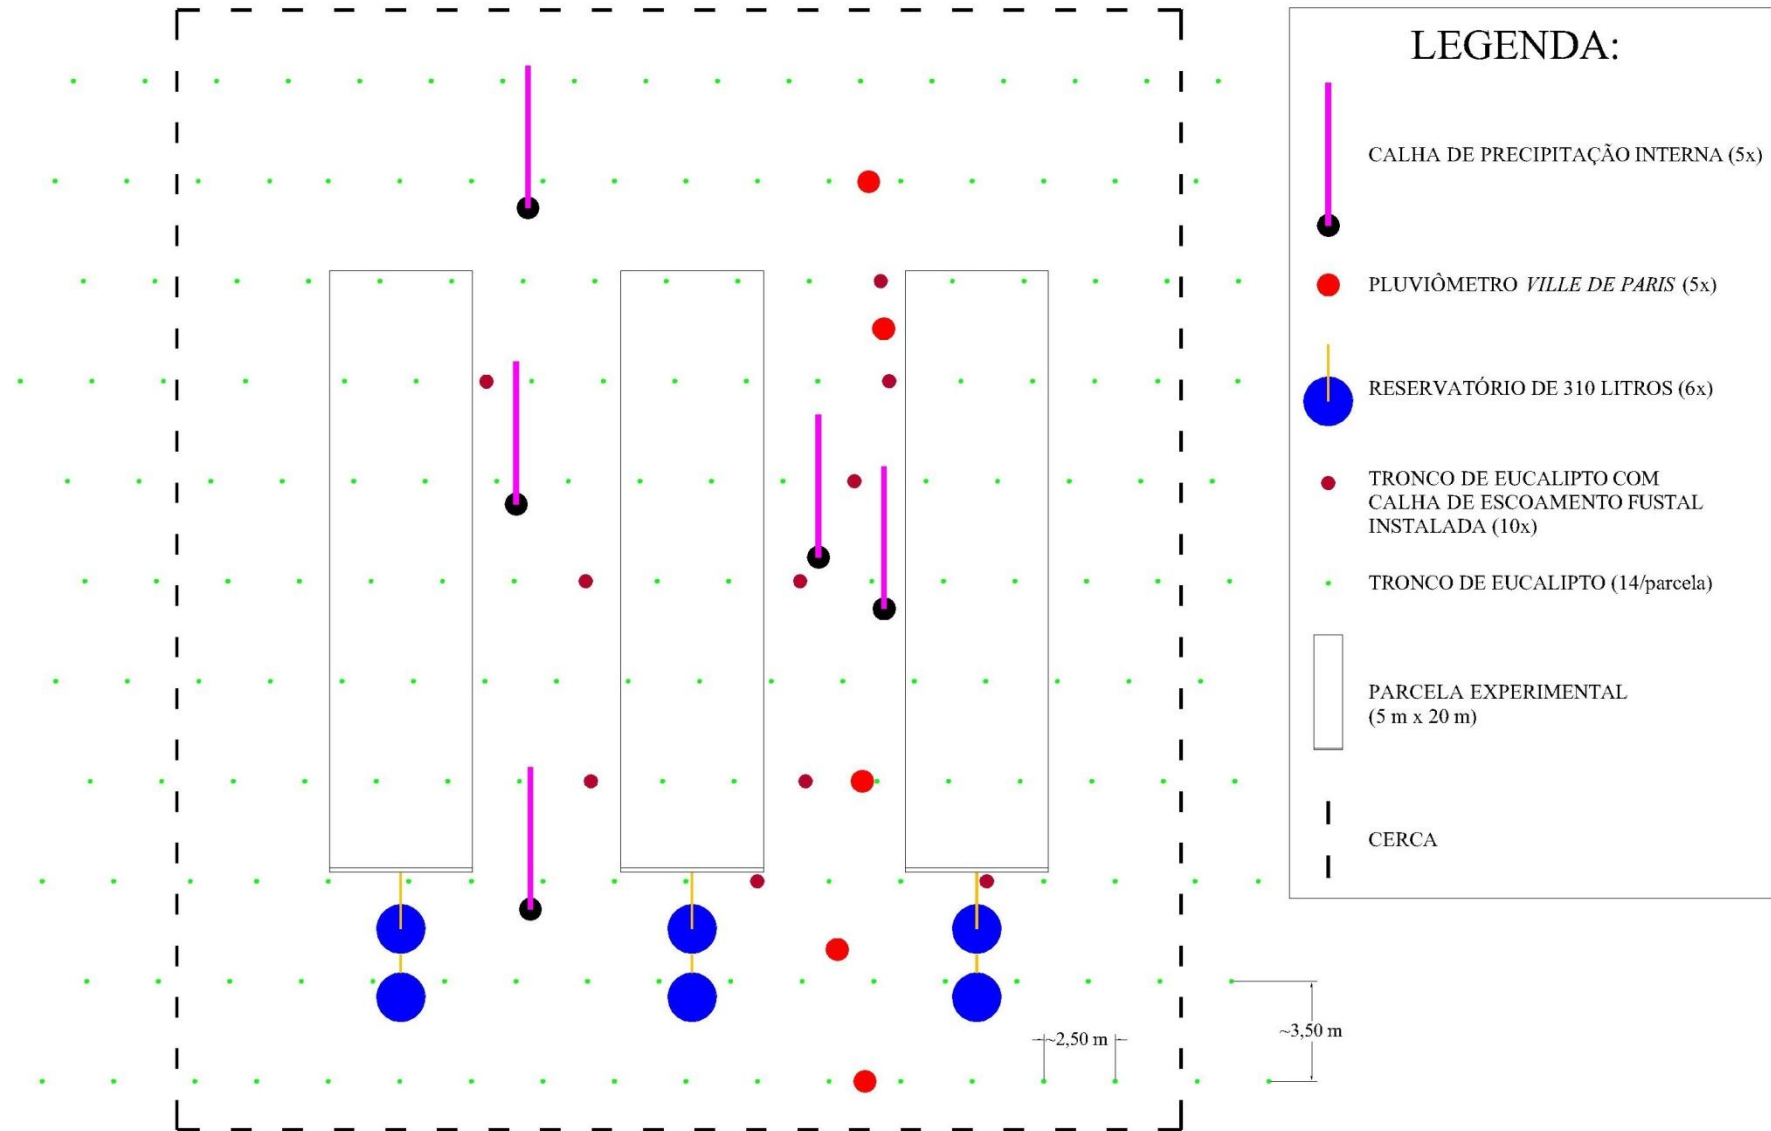 LEGENDA:
CALHA DE PRECIPITAÇÃO INTERNA (5x)
PLUVIÔMETRO VILLE DE PARIS (5x)
RESERVATÓRIO DE 310 LITROS (6x)
TRONCO DE EUCALIPTO COM
CALHA DE ESCOAMENTO FUSTAL
INSTALADA (10x)
TRONCO DE EUCALIPTO (14/parcela)
PARCELA EXPERIMENTAL
(5 m x 20 m)
CERCA
~2,50 m
~3,50 m